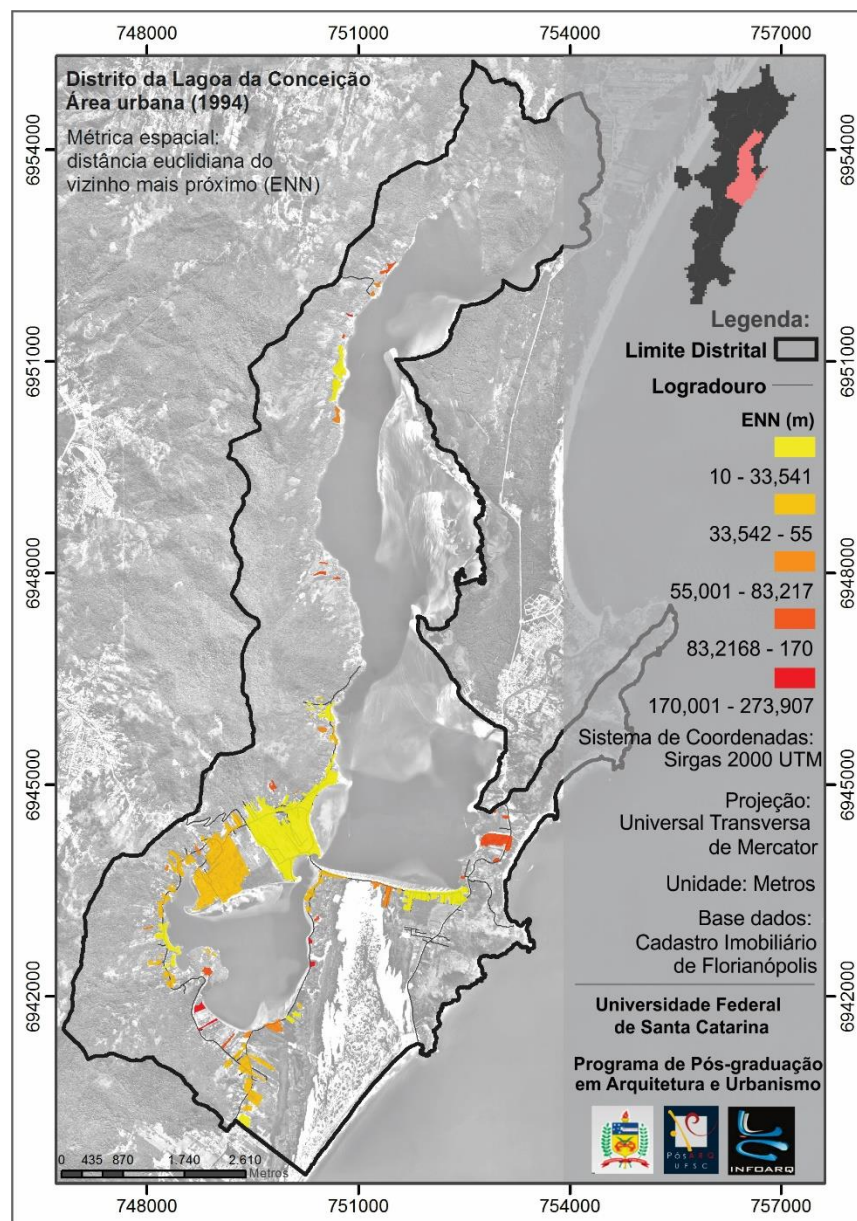 748000 751000 754000 757000
Distrito da Lagoa da Conceição
Área urbana (1994)
Métrica espacial:
distância euclidiana do
vizinho mais próximo (ENN)
6954000 6954000
Legenda:
Limite Distrital
Logradouro
ENN (m)
10 - 33,541
33,542 - 55
55,001 - 83,217
83,2168 - 170
170,001 - 273,907
6951000 6951000
6948000 6948000
Sistema de Coordenadas:
Sirgas 2000 UTM
6945000 6945000
Projeção:
Universal Transversa
de Mercator
Unidade: Metros
Base dados:
Cadastro Imobiliário
de Florianópolis
6942000 6942000
Universidade Federal
de Santa Catarina
Programa de Pós-graduação
em Arquitetura e Urbanismo
PósARQ
UFSC
INFOARQ
0 435 870 1.740 2.610
Metros
748000 751000 754000 757000